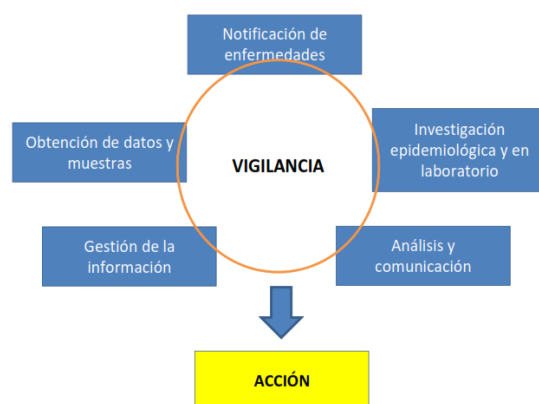 Notificación de
enfermedades
Obtención de datos y
muestras
VIGILANCIA
Investigación
epidemiológica y en
laboratorio
Gestión de la
información
Análisis y
comunicación
ACCIÓN